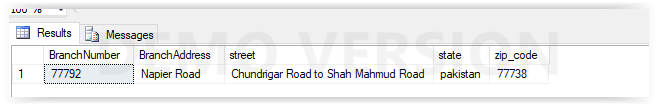 100 %
Results Messages
BranchNumber BranchAddress street state zip_code
1 77792 Napier Road Chundrigar Road to Shah Mahmud Road pakistan 77738
DEMO VERSION